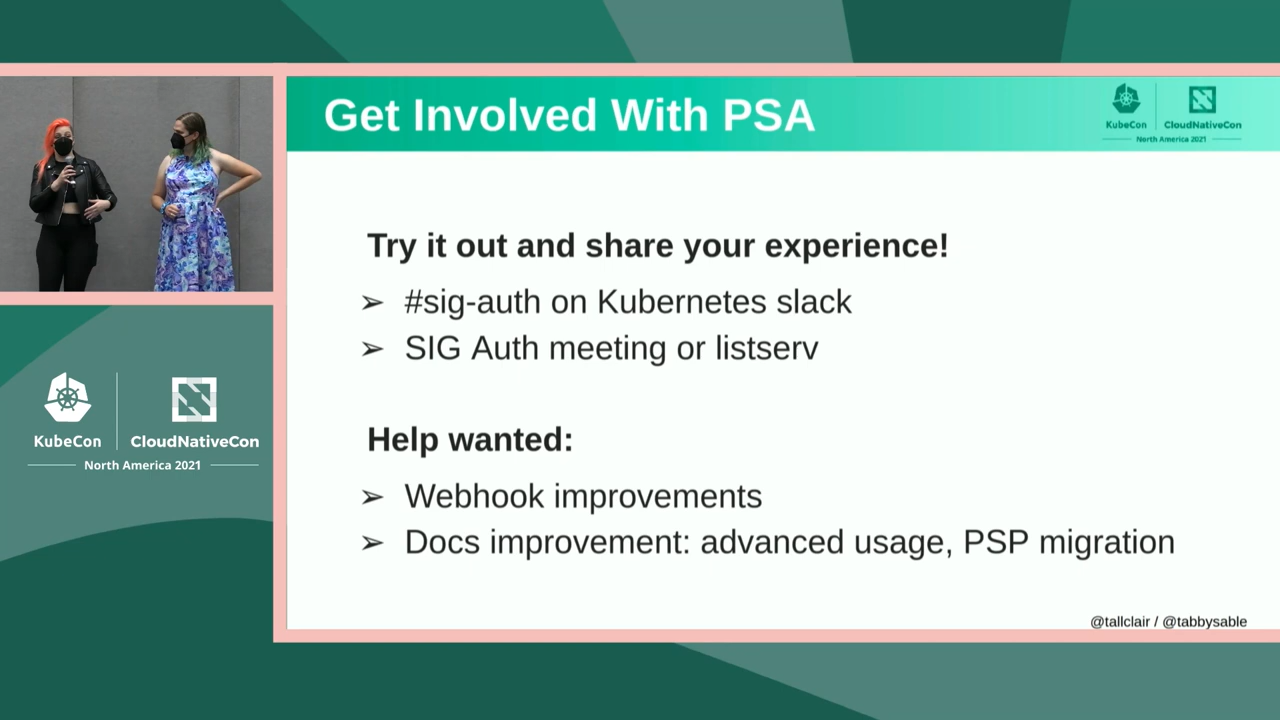 Get Involved With PSA
KubeCon
CloudNativeCon
North America 2021
Try it out and share your experience!
➢ #sig-auth on Kubernetes slack
➢ SIG Auth meeting or listserv
Help wanted:
➢ Webhook improvements
➢ Docs improvement: advanced usage, PSP migration
@tallclair / @tabbysable
KubeCon
CloudNativeCon
North America 2021